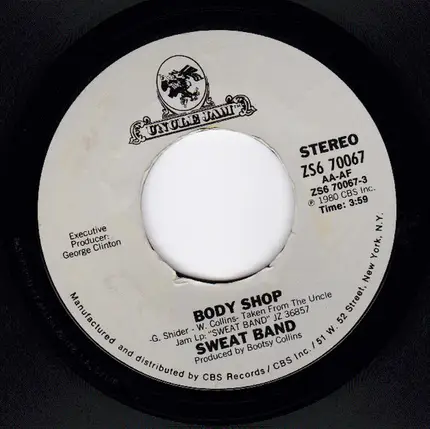 UNCLE JAM
STEREO
ZS6 70067
AA-AF
ZS6 70067-3
℗ 1980 CBS Inc.
Time: 3:59
Executive
Producer:
George Clinton
BODY SHOP
-G. Shider - W. Collins- Taken From The Uncle
Jam Lp: "SWEAT BAND" JZ 36857
SWEAT BAND
Produced by Bootsy Collins
Manufactured and distributed by CBS Records / CBS Inc. / 51 W. 52 Street, New York, N.Y.